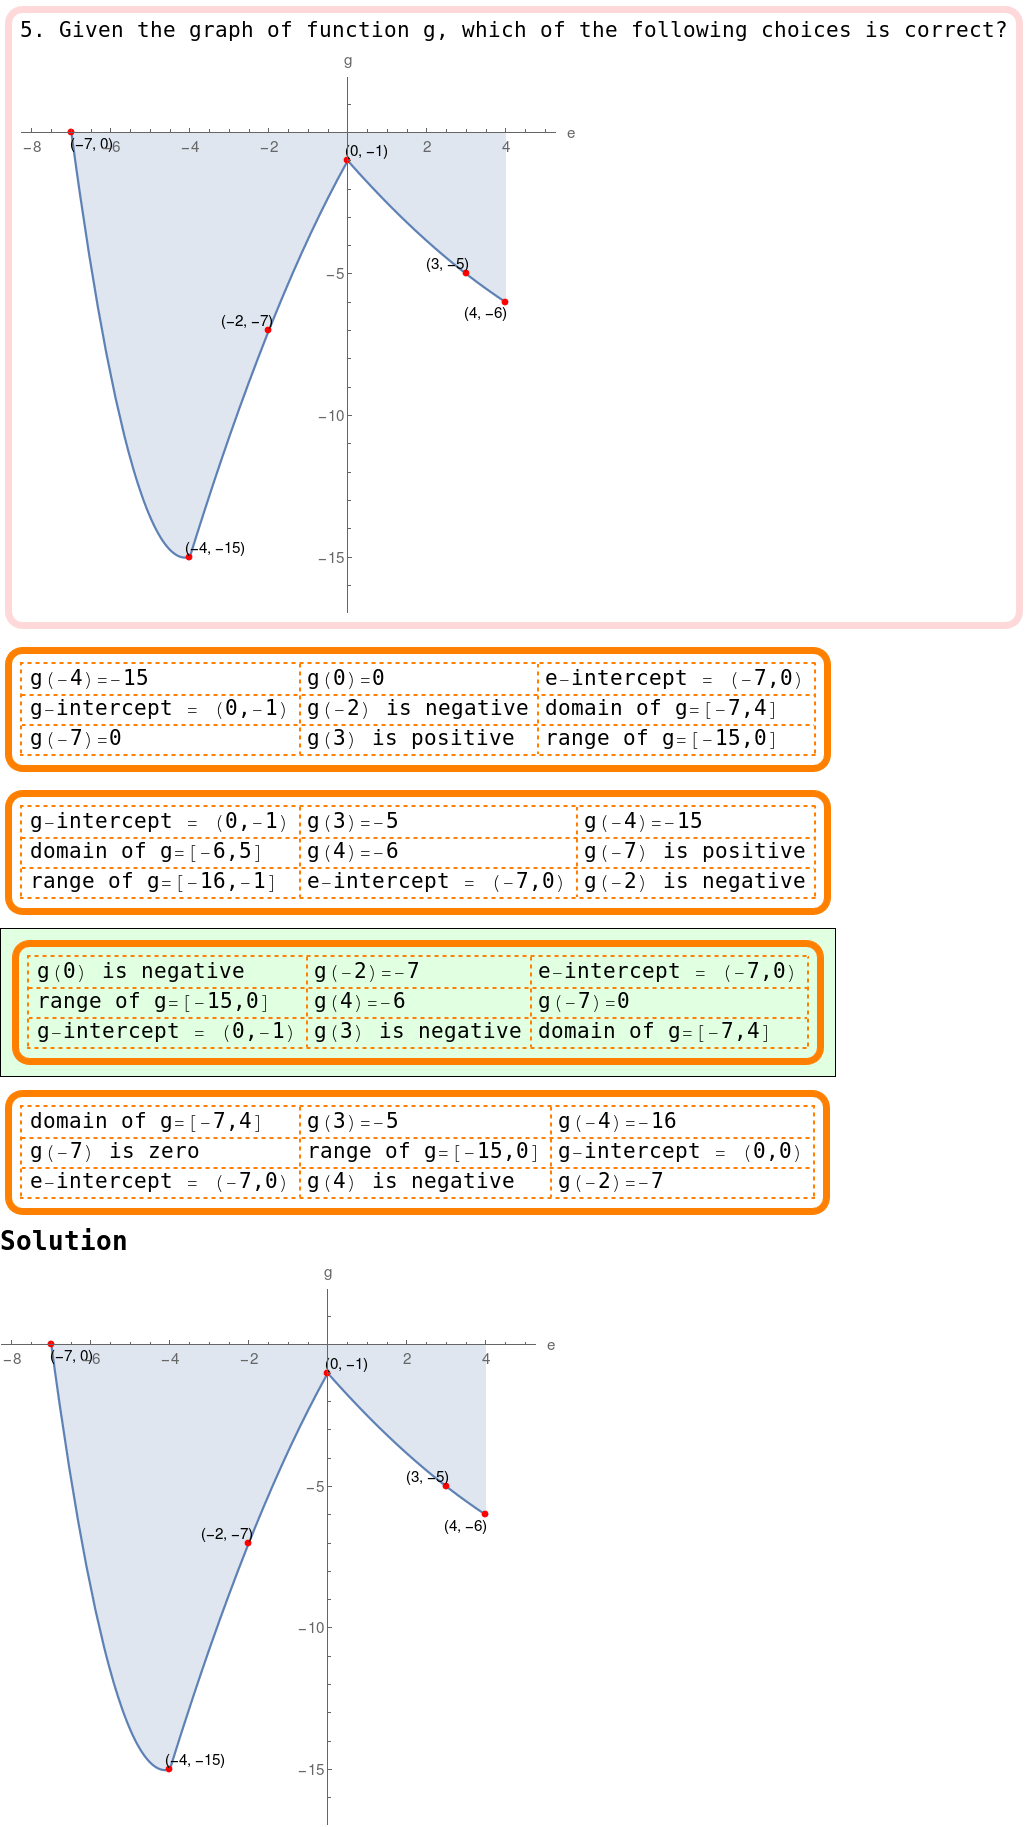 5. Given the graph of function g, which of the following choices is correct?
g
e
−8 −6 −4 −2 2 4
(−7, 0)
(0, −1)
(3, −5)
−5
(4, −6)
(−2, −7)
−10
(−4, −15)
−15
g(−4)=−15 g(0)=0 e-intercept = (−7,0)
g-intercept = (0,−1) g(−2) is negative domain of g=[−7,4]
g(−7)=0 g(3) is positive range of g=[−15,0]
g-intercept = (0,−1) g(3)=−5 g(−4)=−15
domain of g=[−6,5] g(4)=−6 g(−7) is positive
range of g=[−16,−1] e-intercept = (−7,0) g(−2) is negative
g(0) is negative g(−2)=−7 e-intercept = (−7,0)
range of g=[−15,0] g(4)=−6 g(−7)=0
g-intercept = (0,−1) g(3) is negative domain of g=[−7,4]
domain of g=[−7,4] g(3)=−5 g(−4)=−16
g(−7) is zero range of g=[−15,0] g-intercept = (0,0)
e-intercept = (−7,0) g(4) is negative g(−2)=−7
Solution
g
e
−8 −6 −4 −2 2 4
(−7, 0)
(0, −1)
(3, −5)
−5
(4, −6)
(−2, −7)
−10
(−4, −15)
−15